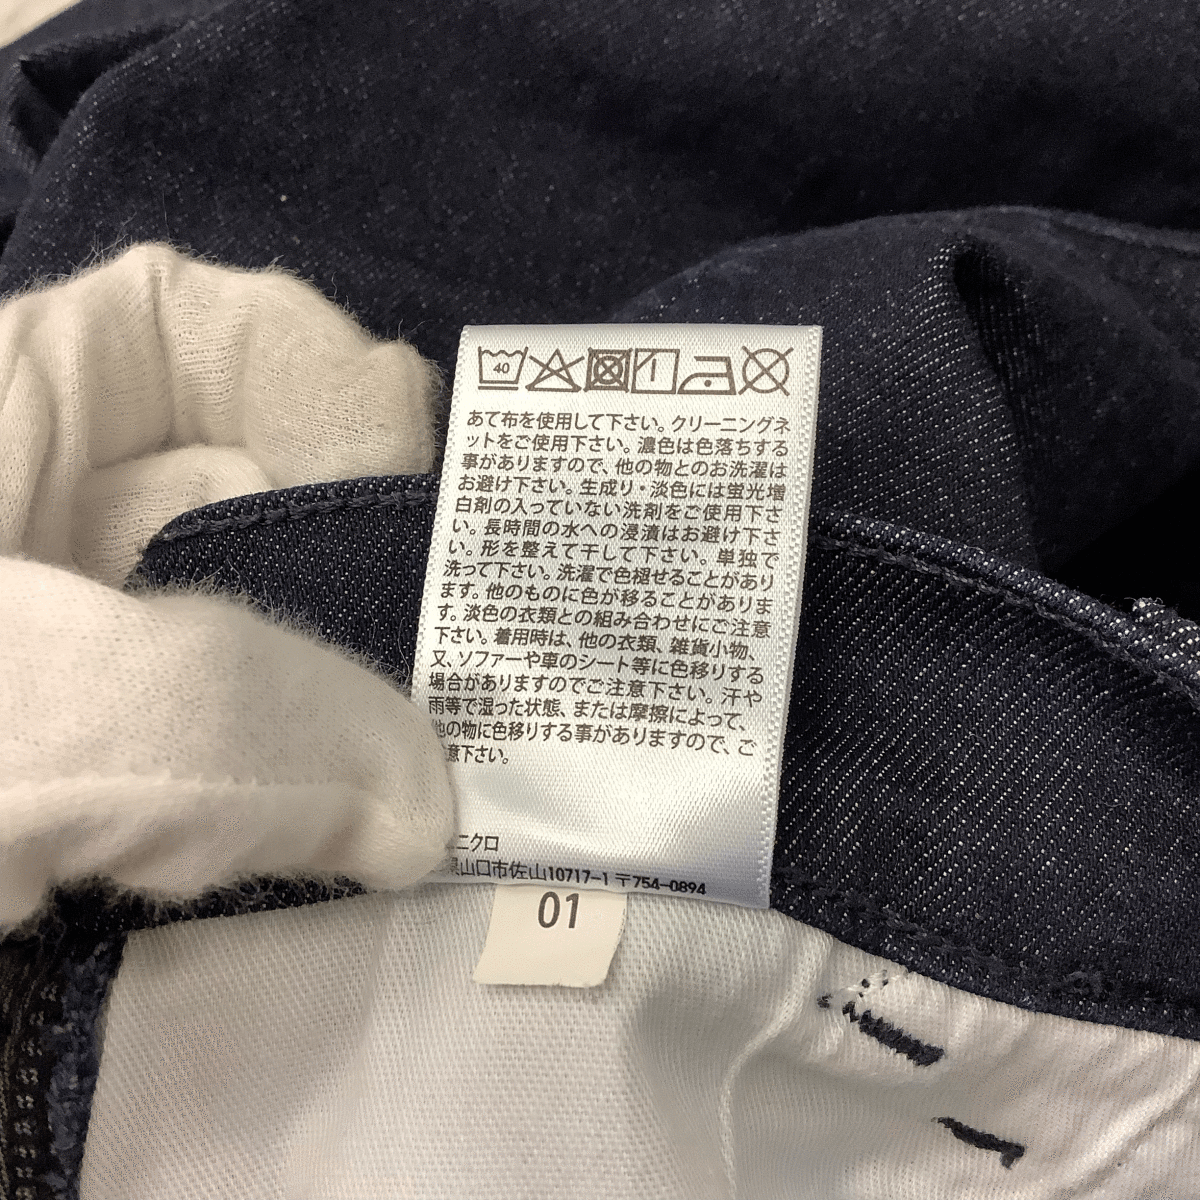 40
あて布を使用して下さい。クリーニングネ
ットをご使用下さい。濃色は色落ちする
事がありますので、他の物とのお洗濯は
お避け下さい。生成り・淡色には蛍光増
白剤の入っていない洗剤をご使用下さ
い。長時間の水への浸漬はお避け下さ
い。形を整えて干して下さい。単独で
洗って下さい。洗濯で色褪せることがあり
ます。他のものに色が移ることがありま
す。淡色の衣類との組み合わせにご注意
下さい。着用時は、他の衣類、雑貨小物、
又、ソファーや車のシート等に色移りする
場合がありますのでご注意下さい。汗や
雨等で湿った状態、または摩擦によって、
他の物に色移りする事がありますので、ご
意下さい。
ニクロ
県山口市佐山10717-1 〒754-0894
01